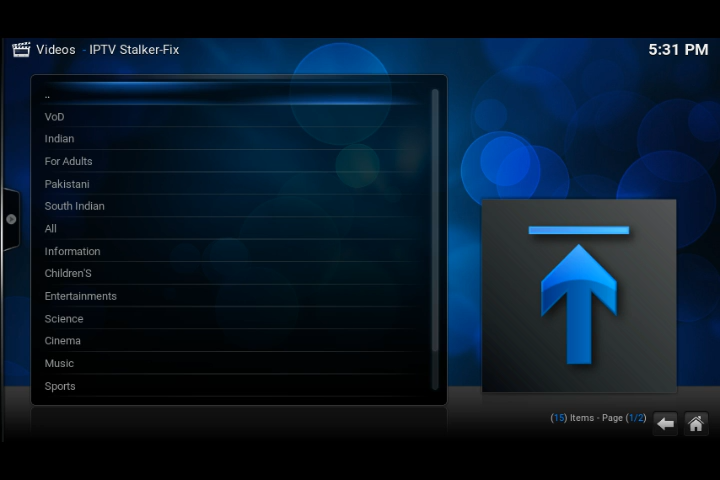 Videos - IPTV Stalker-Fix
5:31 PM
..
VoD
Indian
For Adults
Pakistani
South Indian
All
Information
Children'S
Entertainments
Science
Cinema
Music
Sports
(15) Items - Page (1/2)